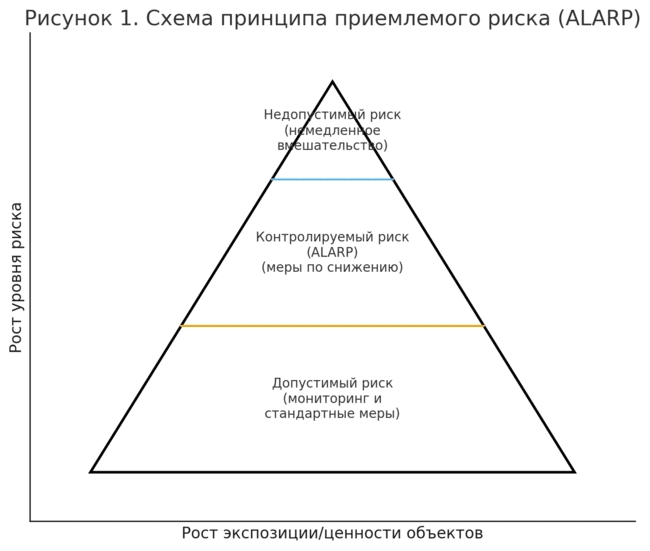 Рисунок 1. Схема принципа приемлемого риска (ALARP)
Недопустимый риск
(немедленное
вмешательство)
Контролируемый риск
(ALARP)
(меры по снижению)
Допустимый риск
(мониторинг и
стандартные меры)
Рост уровня риска
Рост экспозиции/ценности объектов